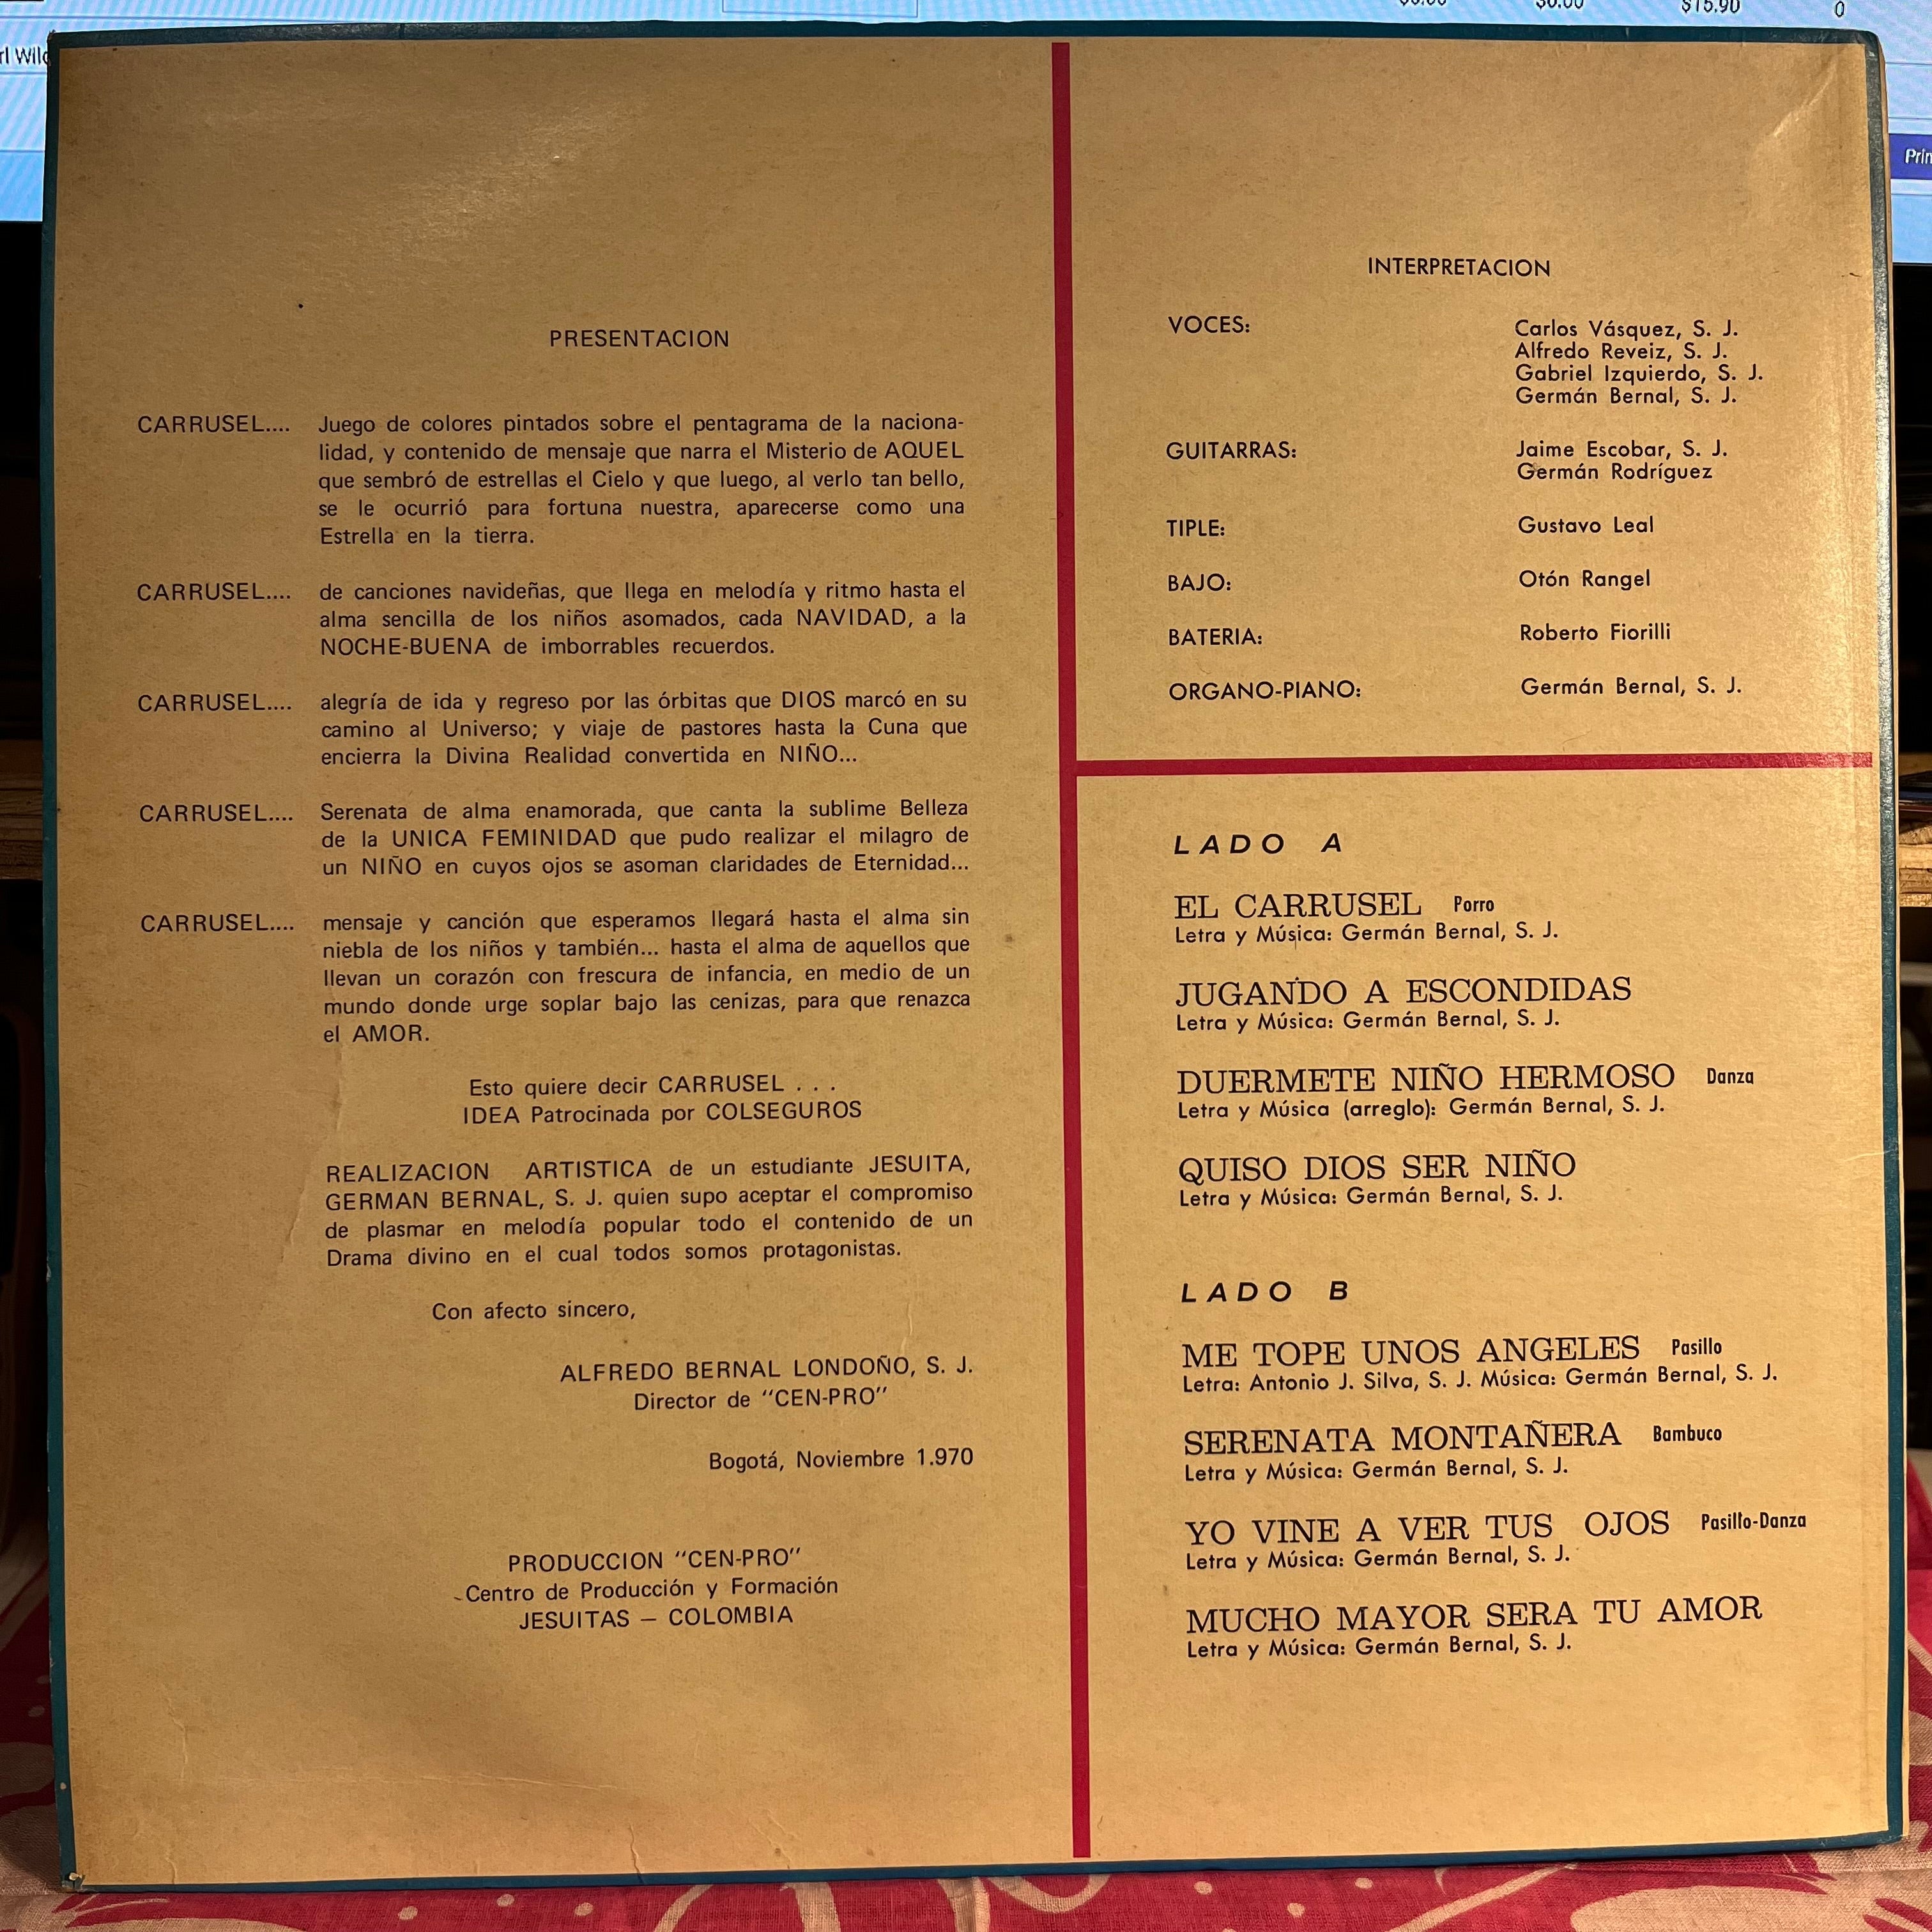 $15.90
0
PRESENTACION
CARRUSEL.... Juego de colores pintados sobre el pentagrama de la naciona-
lidad, y contenido de mensaje que narra el Misterio de AQUEL
que sembró de estrellas el Cielo y que luego, al verlo tan bello,
se le ocurrió para fortuna nuestra, aparecerse como una
Estrella en la tierra.
CARRUSEL.... de canciones navideñas, que llega en melodía y ritmo hasta el
alma sencilla de los niños asomados, cada NAVIDAD, a la
NOCHE-BUENA de imborrables recuerdos.
CARRUSEL.... alegría de ida y regreso por las órbitas que DIOS marcó en su
camino al Universo; y viaje de pastores hasta la Cuna que
encierra la Divina Realidad convertida en NIÑO...
CARRUSEL.... Serenata de alma enamorada, que canta la sublime Belleza
de la UNICA FEMINIDAD que pudo realizar el milagro de
un NIÑO en cuyos ojos se asoman claridades de Eternidad...
CARRUSEL.... mensaje y canción que esperamos llegará hasta el alma sin
niebla de los niños y también... hasta el alma de aquellos que
llevan un corazón con frescura de infancia, en medio de un
mundo donde urge soplar bajo las cenizas, para que renazca
el AMOR.
Esto quiere decir CARRUSEL . . .
IDEA Patrocinada por COLSEGUROS
REALIZACION ARTISTICA de un estudiante JESUITA,
GERMAN BERNAL, S. J. quien supo aceptar el compromiso
de plasmar en melodía popular todo el contenido de un
Drama divino en el cual todos somos protagonistas.
Con afecto sincero,
ALFREDO BERNAL LONDOÑO, S. J.
Director de "CEN-PRO"
Bogotá, Noviembre 1.970
PRODUCCION "CEN-PRO"
Centro de Producción y Formación
JESUITAS — COLOMBIA
INTERPRETACION
VOCES: Carlos Vásquez, S. J.
Alfredo Reveiz, S. J.
Gabriel Izquierdo, S. J.
Germán Bernal, S. J.
GUITARRAS: Jaime Escobar, S. J.
Germán Rodríguez
TIPLE: Gustavo Leal
BAJO: Otón Rangel
BATERIA: Roberto Fiorilli
ORGANO-PIANO: Germán Bernal, S. J.
LADO A
EL CARRUSEL Porro
Letra y Música: Germán Bernal, S. J.
JUGANDO A ESCONDIDAS
Letra y Música: Germán Bernal, S. J.
DUERMETE NIÑO HERMOSO Danza
Letra y Música (arreglo): Germán Bernal, S. J.
QUISO DIOS SER NIÑO
Letra y Música: Germán Bernal, S. J.
LADO B
ME TOPE UNOS ANGELES Pasillo
Letra: Antonio J. Silva, S. J. Música: Germán Bernal, S. J.
SERENATA MONTAÑERA Bambuco
Letra y Música: Germán Bernal, S. J.
YO VINE A VER TUS OJOS Pasillo-Danza
Letra y Música: Germán Bernal, S. J.
MUCHO MAYOR SERA TU AMOR
Letra y Música: Germán Bernal, S. J.